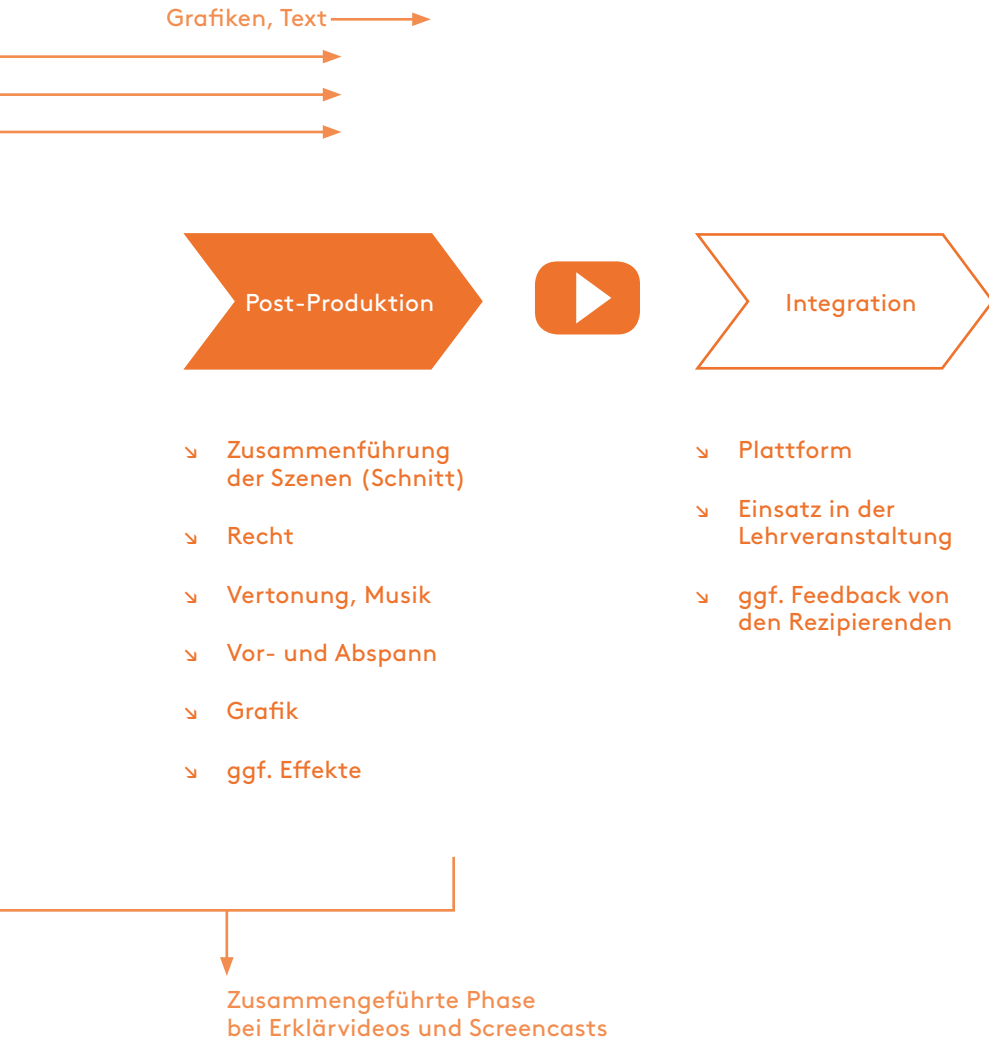 Grafiken, Text
Post-Produktion
Integration
Zusammenführung
der Szenen (Schnitt)
Recht
Vertonung, Musik
Vor- und Abspann
Grafik
ggf. Effekte
Plattform
Einsatz in der
Lehrveranstaltung
ggf. Feedback von
den Rezipierenden
Zusammengeführte Phase
bei Erklärvideos und Screencasts